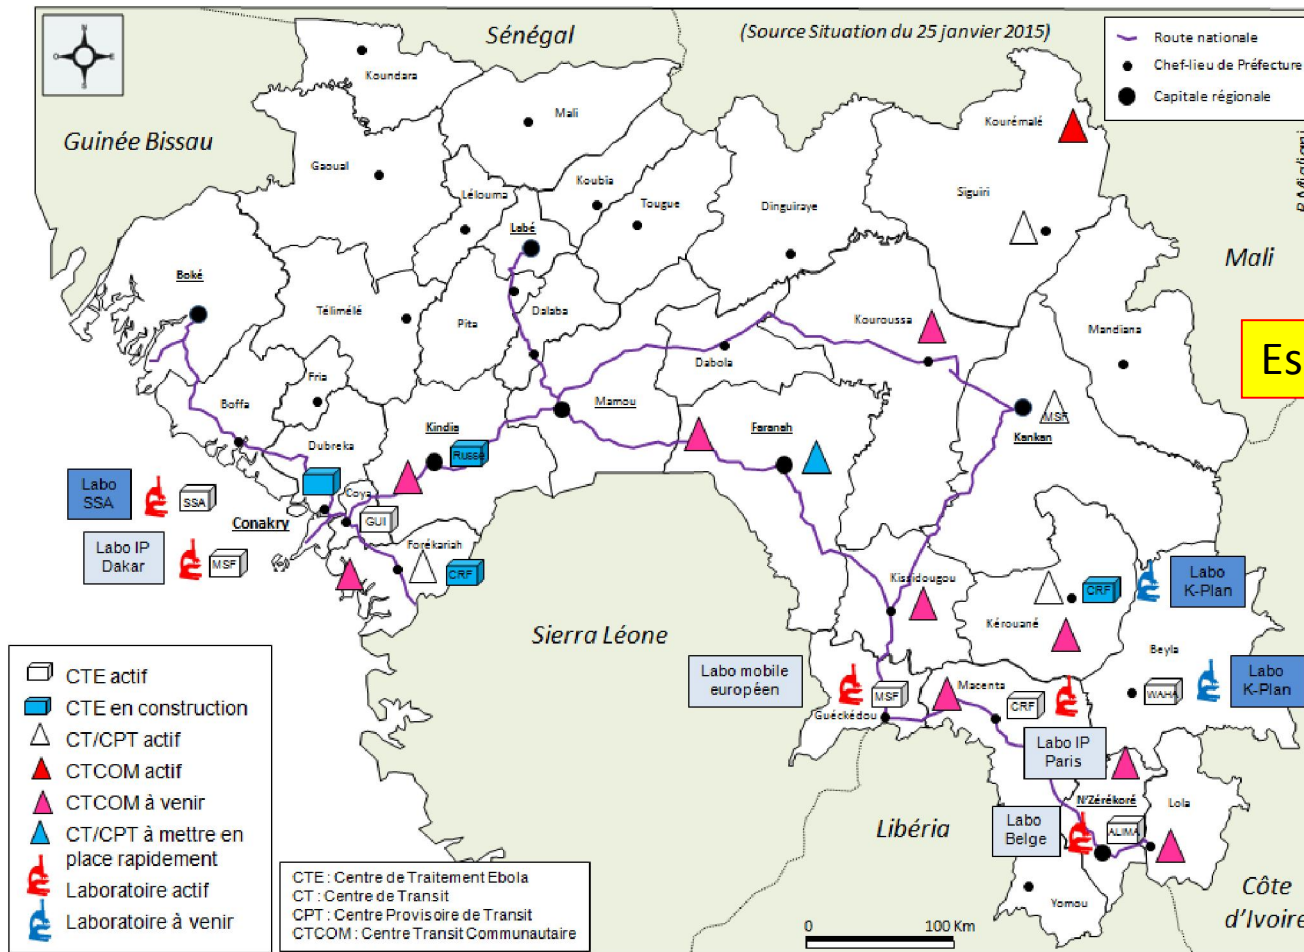 Sénégal
(Source Situation du 25 janvier 2015)
Route nationale
Chef-lieu de Préfecture
Capitale régionale
Koundara
Mali
Kourémalé
Guinée Bissau
Gaoual
Koubia
Lélouma
Tougue
Dinguiraye
Siguiri
Labé
Mali
Boké
Télimélé
Pita
Dalaba
Kouroussa
Mandiana
Es
Dabola
Fria
Boffa
Mamou
MSF
Kankan
Dubreka
Kindia
Russe
Faranah
Labo
SSA
SSA
Coya
GUI
Conakry
Labo IP
Dakar
MSF
Forékariah
CRF
Kissidougou
CRF
Labo
K-Plan
Sierra Léone
Kérouané
Beyla
Labo mobile
européen
MSF
Macenta
CRF
WAHA
Labo
K-Plan
Guéckédou
Labo IP
Paris
N'Zérékoré
Lola
Labo
Belge
ALIMA
Libéria
Yomou
Côte
d'Ivoire
CTE actif
CTE en construction
CT/CPT actif
CTCOM actif
CTCOM à venir
CT/CPT à mettre en
place rapidement
Laboratoire actif
Laboratoire à venir
CTE : Centre de Traitement Ebola
CT : Centre de Transit
CPT : Centre Provisoire de Transit
CTCOM : Centre Transit Communautaire
0 100 Km